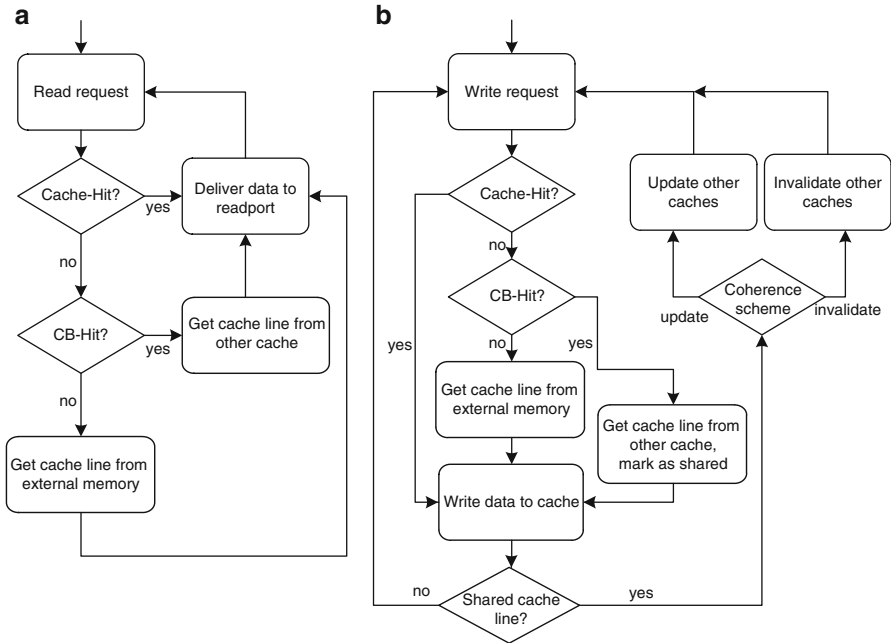 a
Read request
Cache-Hit?
yes
Deliver data to
readport
no
CB-Hit?
yes
Get cache line from
other cache
no
Get cache line from
external memory
b
Write request
Cache-Hit?
no
CB-Hit?
yes
no
yes
Get cache line from
external memory
Get cache line from
other cache,
mark as shared
Write data to cache
Shared cache
line?
no
yes
Coherence
scheme
update
invalidate
Update other
caches
Invalidate other
caches